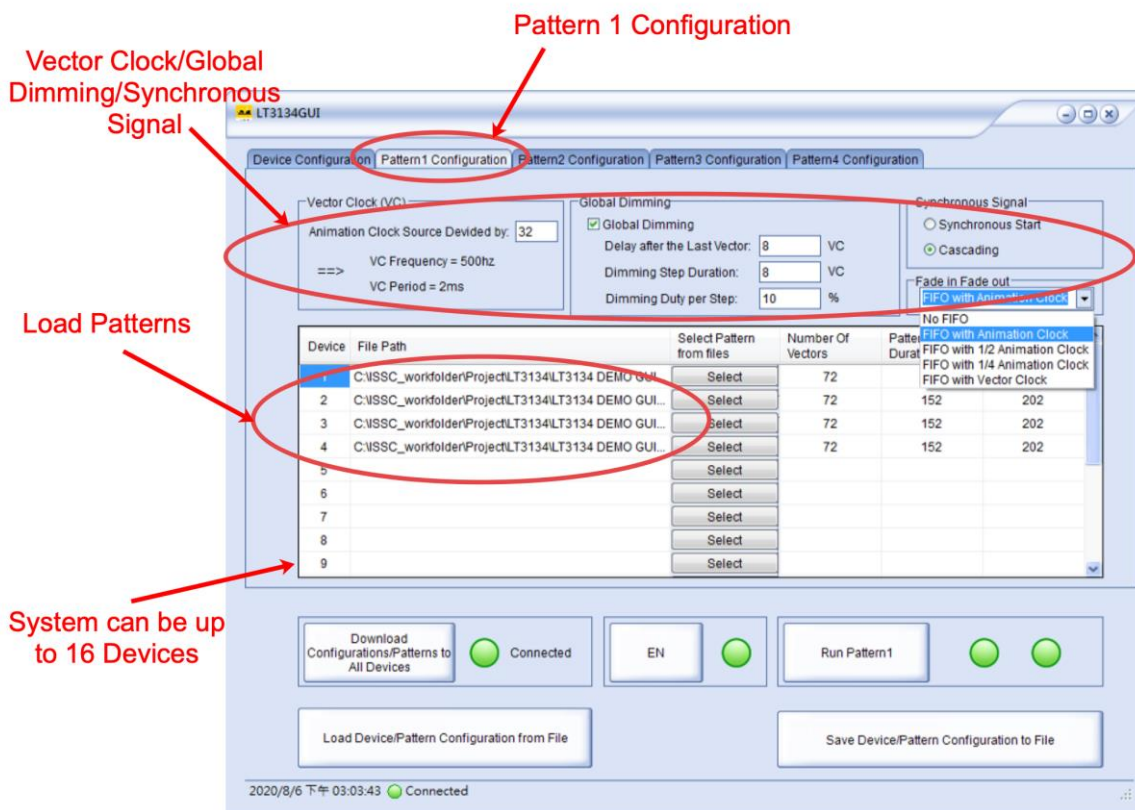 Pattern 1 Configuration
Vector Clock/Global
Dimming/Synchronous
Signal
LT3134GUI
Device Configuration Pattern1 Configuration Pattern2 Configuration Pattern3 Configuration Pattern4 Configuration
Vector Clock (VC)
Animation Clock Source Devided by: 32
==> VC Frequency = 500hz
VC Period = 2ms
Global Dimming
Global Dimming
Delay after the Last Vector: 8 VC
Dimming Step Duration: 8 VC
Dimming Duty per Step: 10 %
Synchronous Signal
Synchronous Start
Cascading
Fade in Fade out
FIFO with Animation Clock
No FIFO
FIFO with Animation Clock
FIFO with 1/2 Animation Clock
FIFO with 1/4 Animation Clock
FIFO with Vector Clock
Load Patterns
Device File Path Select Pattern from files Number Of Vectors
1 C:\ISSC_workfolder\Project\LT3134\LT3134 DEMO GUI... Select 72
2 C:\ISSC_workfolder\Project\LT3134\LT3134 DEMO GUI... Select 72 152 202
3 C:\ISSC_workfolder\Project\LT3134\LT3134 DEMO GUI... Select 72 152 202
4 C:\ISSC_workfolder\Project\LT3134\LT3134 DEMO GUI... Select 72 152 202
5 Select
6 Select
7 Select
8 Select
9 Select
System can be up
to 16 Devices
Download
Configurations/Patterns to
All Devices
Connected
EN
Run Pattern1
Load Device/Pattern Configuration from File
Save Device/Pattern Configuration to File
2020/8/6 下午 03:03:43 Connected